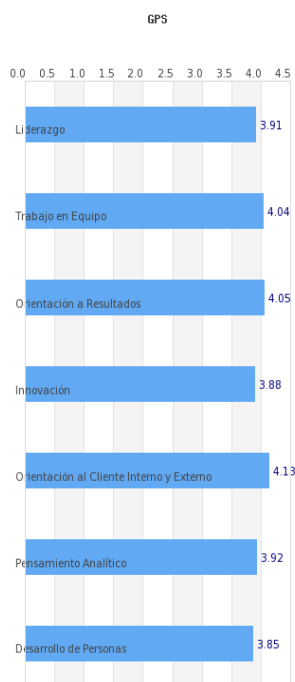 GPS
0.0 0.5 1.0 1.5 2.0 2.5 3.0 3.5 4.0 4.5
Liderazgo 3.91
Trabajo en Equipo 4.04
Orientación a Resultados 4.05
Innovación 3.88
Orientación al Cliente Interno y Externo 4.13
Pensamiento Analítico 3.92
Desarrollo de Personas 3.85